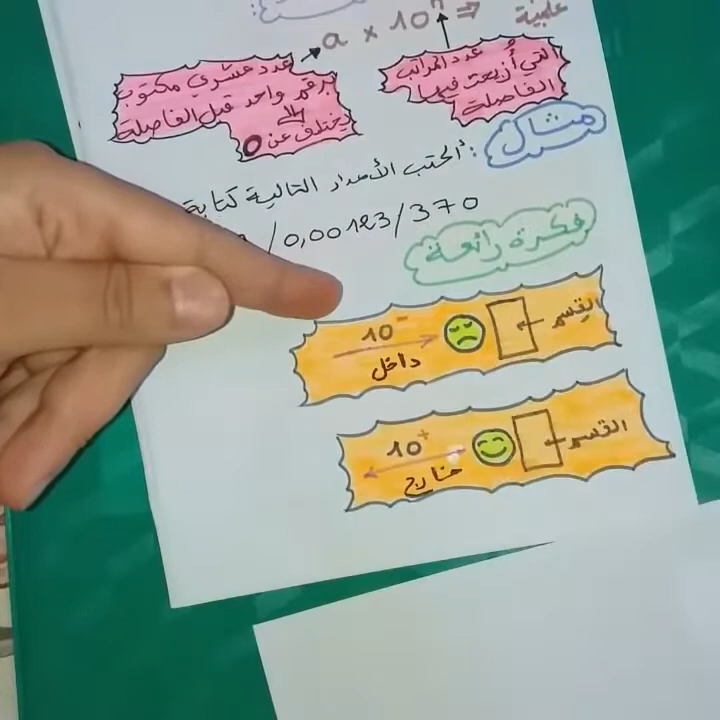 علمية
a × 10ⁿ ⇒
عدد عشري مكتوب
برقم واحد قبل الفاصلة
يختلف عن 0
عدد المراتب
التي أزيحت فيها
الفاصلة
مثال
: أكتب الأعداد التالية كتابة
/0,00123/370
فكرة رائعة
القسم
10⁻
داخل
القسم
10⁺
خارج